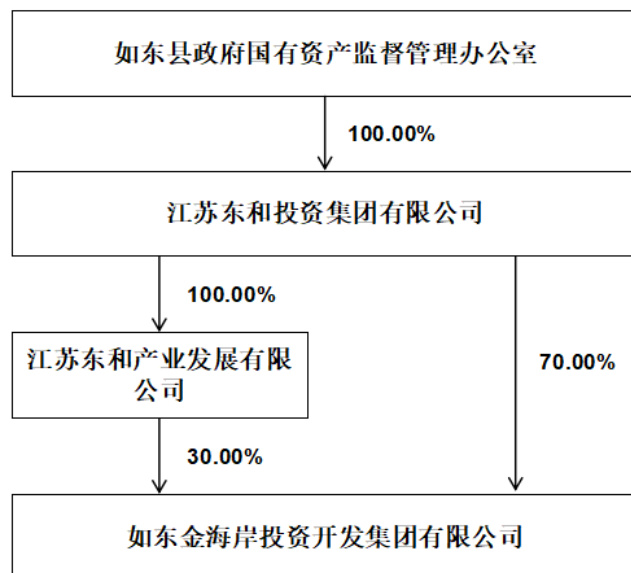 如东县政府国有资产监督管理办公室
100.00%
江苏东和投资集团有限公司
100.00%
江苏东和产业发展有限
公司
70.00%
30.00%
如东金海岸投资开发集团有限公司